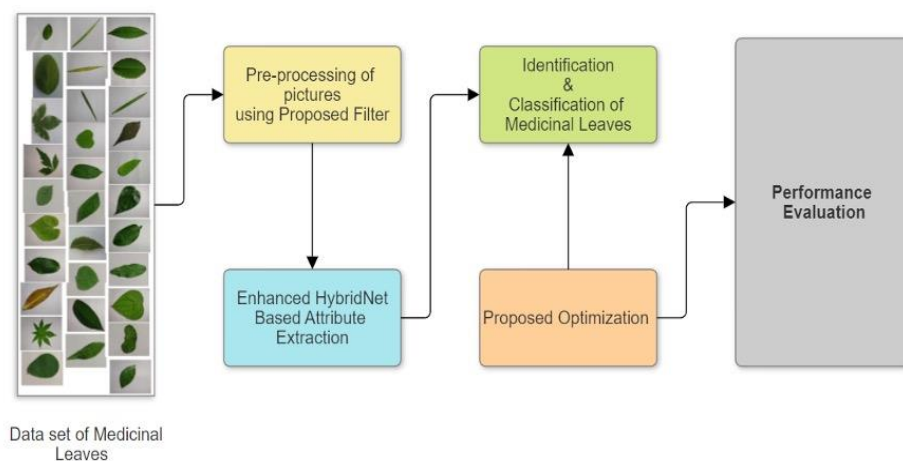 Pre-processing of
pictures
using Proposed Filter
Identification
&
Classification of
Medicinal Leaves
Performance
Evaluation
Enhanced HybridNet
Based Attribute
Extraction
Proposed Optimization
Data set of Medicinal
Leaves